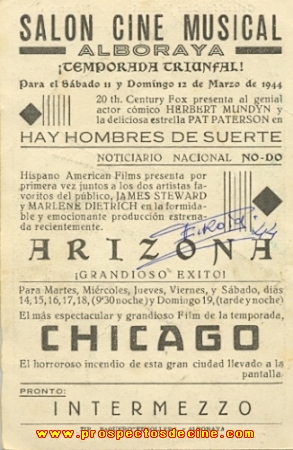 SALON CINE MUSICAL
ALBORAYA
¡TEMPORADA TRIUNFAL!
Para el Sábado 11 y Domingo 12 de Marzo de 1944
20 th. Century Fox presenta al genial
actor cómico HERBERT MUNDYN y
la deliciosa estrella PAT PATERSON en
HAY HOMBRES DE SUERTE
NOTICIARIO NACIONAL NO-DO
Hispano American Films presenta por
primera vez juntos a los dos artistas fa-
voritos del público, JAMES STEWARD
y MARLENE DIETRICH en la formida-
ble y emocionante producción estrena-
da recientemente.
ARIZONA
¡GRANDIOSO EXITO!
Para Martes, Miércoles, Jueves, Viernes, y Sábado, dias
14, 15, 16, 17, 18, (9'30 noche) y Domingo 19, (tarde y noche)
El más espectacular y grandioso Film de la temporada,
CHICAGO
El horroroso incendio de esta gran ciudad llevado a la
pantalla
PRONTO:
INTERMEZZO
www.prospectosdecine.com